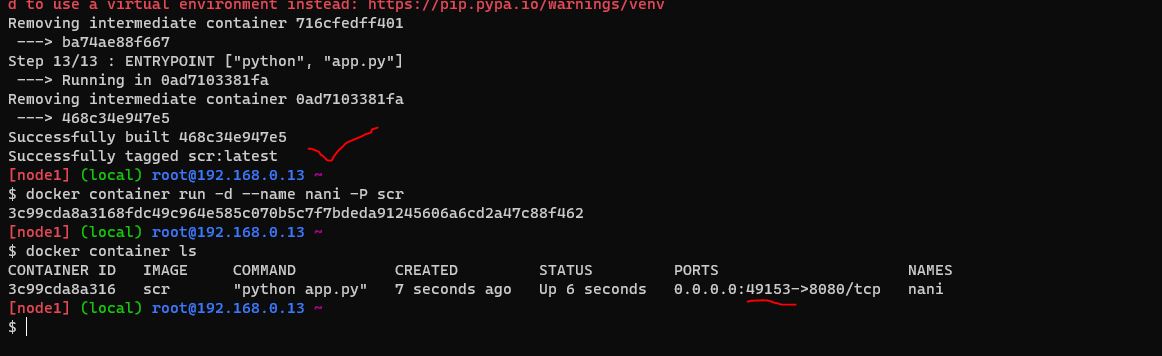 d to use a virtual environment instead: https://pip.pypa.io/warnings/venv
Removing intermediate container 716cfedff401
 ---> ba74ae88f667
Step 13/13 : ENTRYPOINT ["python", "app.py"]
 ---> Running in 0ad7103381fa
Removing intermediate container 0ad7103381fa
 ---> 468c34e947e5
Successfully built 468c34e947e5
Successfully tagged scr:latest
[node1] (local) root@192.168.0.13 ~
$ docker container run -d --name nani -P scr
3c99cda8a3168fdc49c964e585c070b5c7f7bdeda91245606a6cd2a47c88f462
[node1] (local) root@192.168.0.13 ~
$ docker container ls
CONTAINER ID   IMAGE     COMMAND           CREATED         STATUS         PORTS                     NAMES
3c99cda8a316   scr       "python app.py"   7 seconds ago   Up 6 seconds   0.0.0.0:49153->8080/tcp   nani
[node1] (local) root@192.168.0.13 ~
$